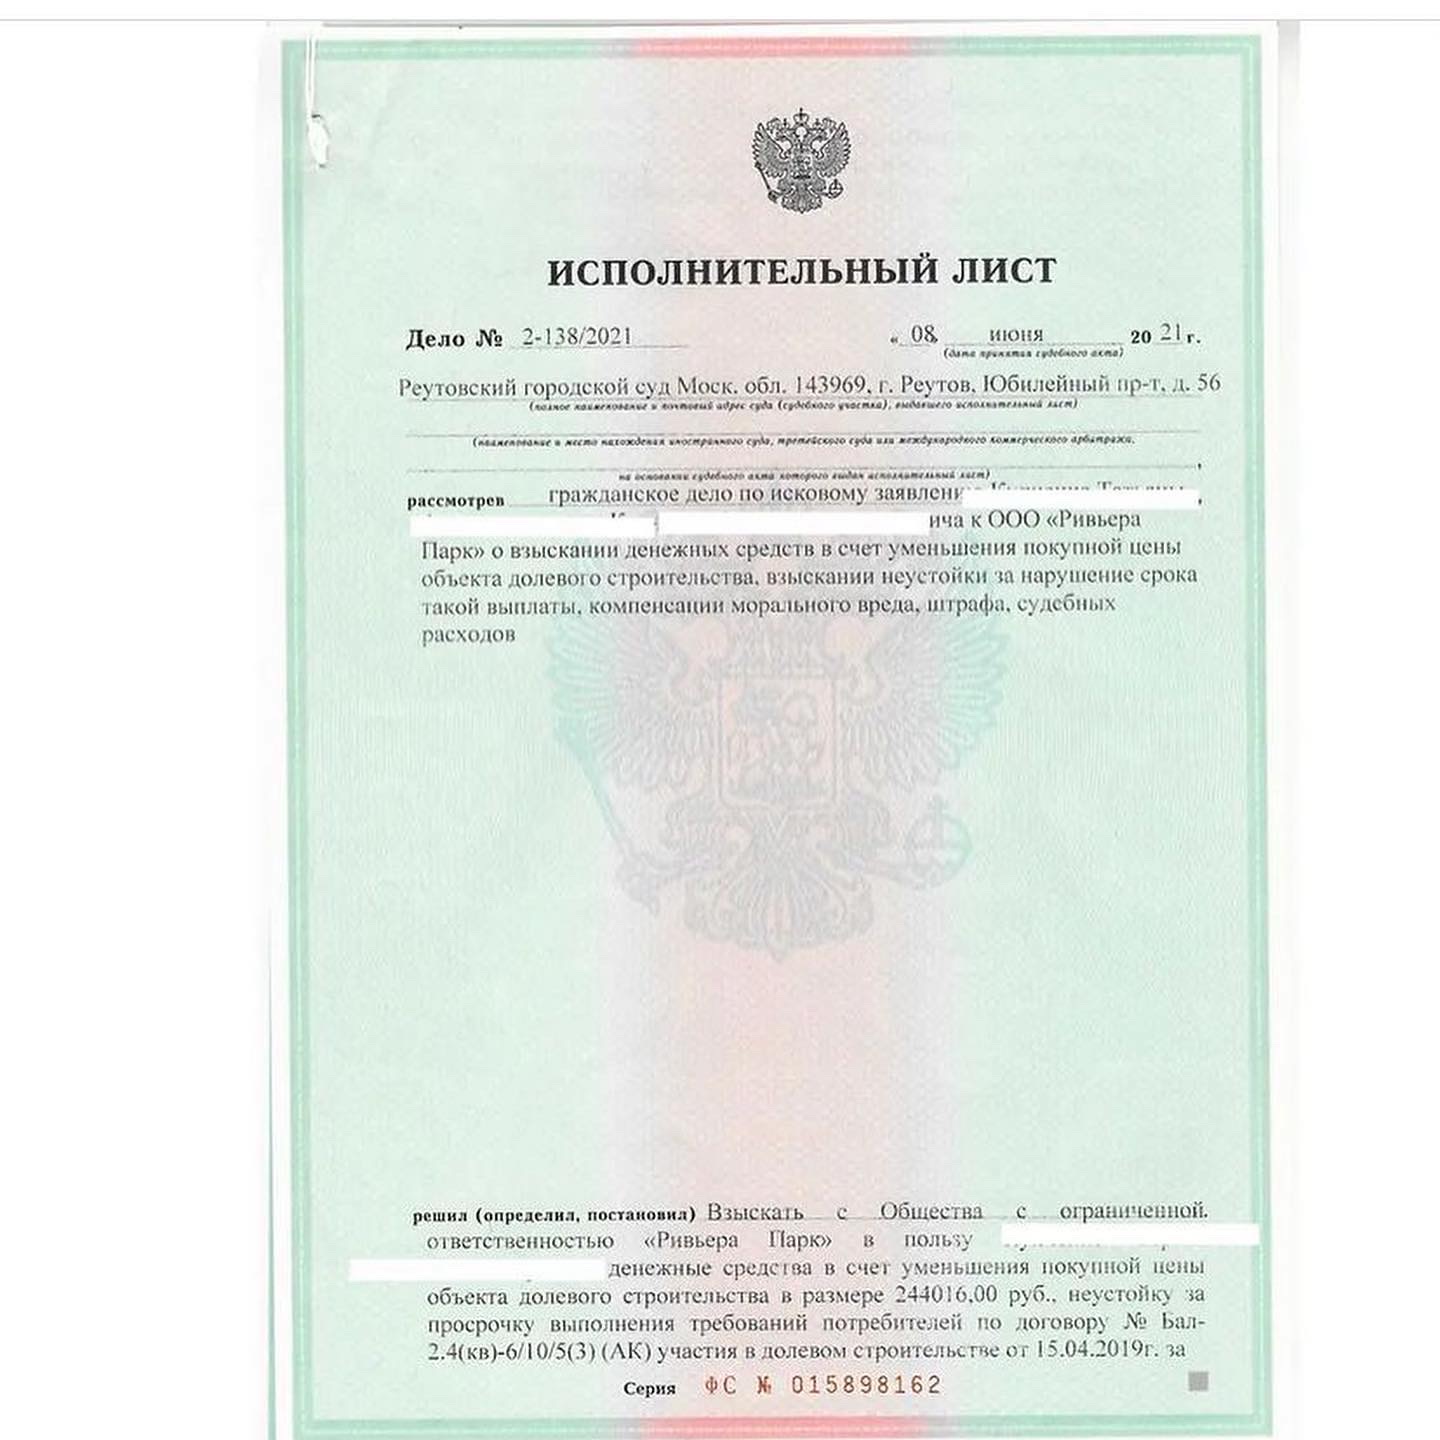 ИСПОЛНИТЕЛЬНЫЙ ЛИСТ
Дело № 2-138/2021 « 08 » июня 20 21 г.
(дата принятия судебного акта)
Реутовский городской суд Моск. обл. 143969, г. Реутов, Юбилейный пр-т, д. 56
(полное наименование и почтовый адрес суда (судебного участка), выдавшего исполнительный лист)
(наименование и место нахождения иностранного суда, третейского суда или международного коммерческого арбитража,
,
на основании судебного акта которого выдан исполнительный лист)
рассмотрев гражданское дело по исковому ,
ича к ООО «Ривьера
Парк» о взыскании денежных средств в счет уменьшения покупной цены
объекта долевого строительства, взыскании неустойки за нарушение срока
такой выплаты, компенсации морального вреда, штрафа, судебных
расходов
решил (определил, постановил) Взыскать с Общества с ограниченной
ответственностью «Ривьера Парк» в пользу
денежные средства в счет уменьшения покупной цены
объекта долевого строительства в размере 244016,00 руб., неустойку за
просрочку выполнения требований потребителей по договору № Бал-
2.4(кв)-6/10/5(3) (АК) участия в долевом строительстве от 15.04.2019г. за
Серия ФС № 015898162